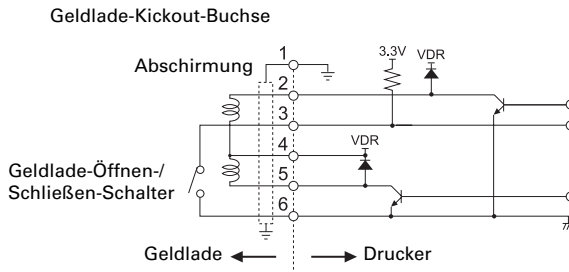 Geldlade-Kickout-Buchse
Abschirmung
1
2
3
4
5
6
3.3V
VDR
VDR
Geldlade-Öffnen-/
Schließen-Schalter
Geldlade
Drucker